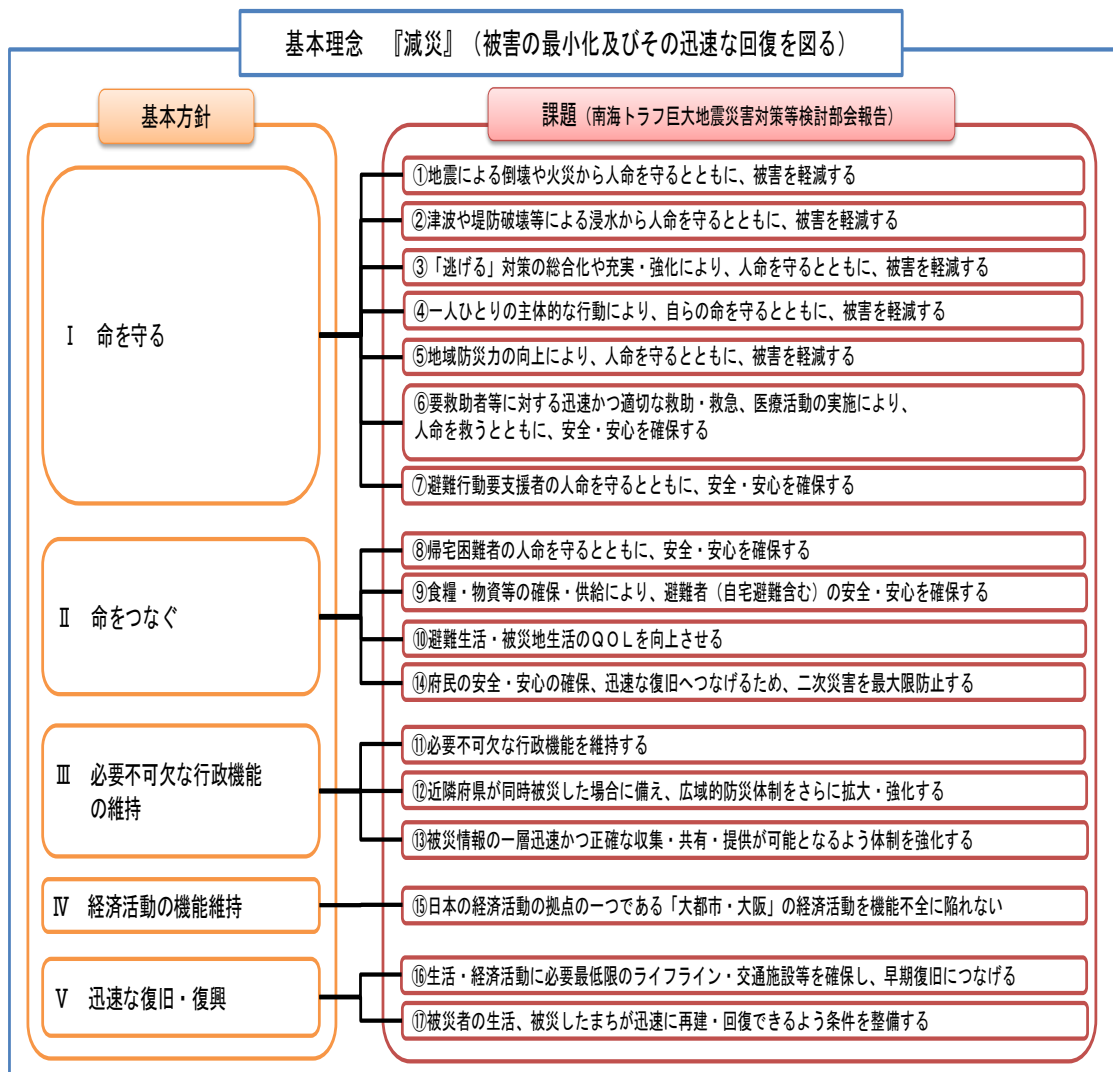 基本理念　『減災』（被害の最小化及びその迅速な回復を図る）
基本方針
課題（南海トラフ巨大地震災害対策等検討部会報告）
Ⅰ　命を守る
①地震による倒壊や火災から人命を守るとともに、被害を軽減する
②津波や堤防破壊等による浸水から人命を守るとともに、被害を軽減する
③「逃げる」対策の総合化や充実・強化により、人命を守るとともに、被害を軽減する
④一人ひとりの主体的な行動により、自らの命を守るとともに、被害を軽減する
⑤地域防災力の向上により、人命を守るとともに、被害を軽減する
⑥要救助者等に対する迅速かつ適切な救助・救急、医療活動の実施により、
人命を救うとともに、安全・安心を確保する
⑦避難行動要支援者の人命を守るとともに、安全・安心を確保する
Ⅱ　命をつなぐ
⑧帰宅困難者の人命を守るとともに、安全・安心を確保する
⑨食糧・物資等の確保・供給により、避難者（自宅避難含む）の安全・安心を確保する
⑩避難生活・被災地生活のＱＯＬを向上させる
⑭府民の安全・安心の確保、迅速な復旧へつなげるため、二次災害を最大限防止する
Ⅲ　必要不可欠な行政機能
の維持
⑪必要不可欠な行政機能を維持する
⑫近隣府県が同時被災した場合に備え、広域的防災体制をさらに拡大・強化する
⑬被災情報の一層迅速かつ正確な収集・共有・提供が可能となるよう体制を強化する
Ⅳ　経済活動の機能維持
⑮日本の経済活動の拠点の一つである「大都市・大阪」の経済活動を機能不全に陥れない
Ⅴ　迅速な復旧・復興
⑯生活・経済活動に必要最低限のライフライン・交通施設等を確保し、早期復旧につなげる
⑰被災者の生活、被災したまちが迅速に再建・回復できるよう条件を整備する